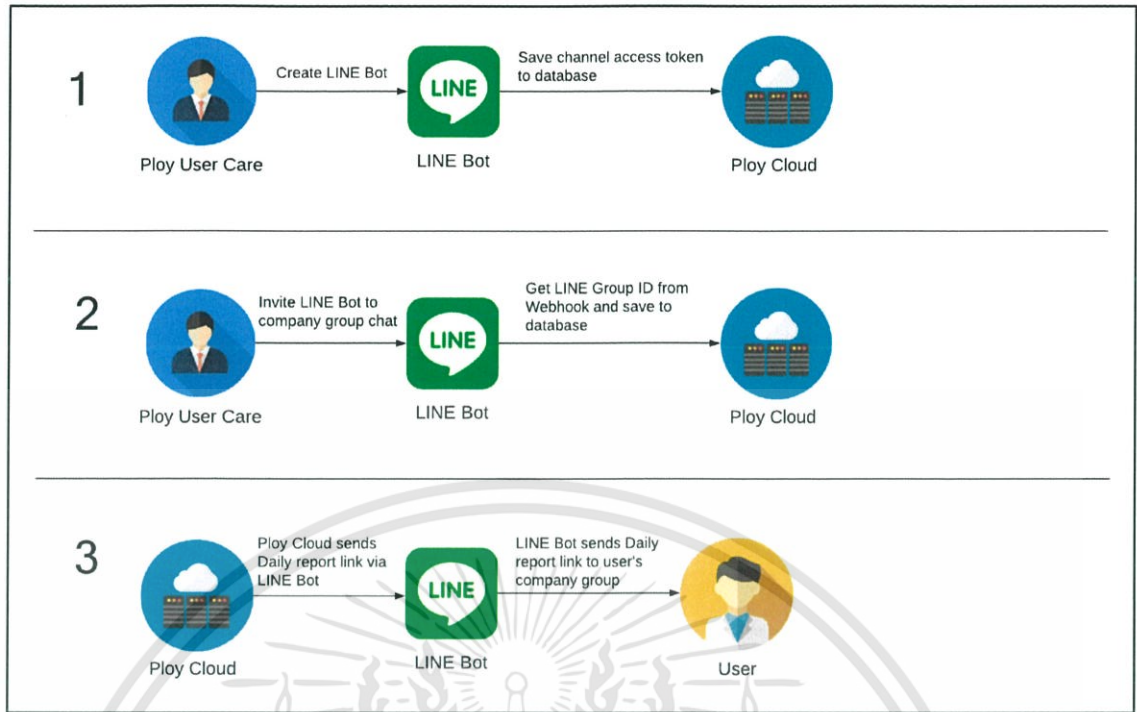 1
Create LINE Bot
Save channel access token
to database
LINE
Ploy User Care
LINE Bot
Ploy Cloud
2
Invite LINE Bot to
company group chat
Get LINE Group ID from
Webhook and save to
database
LINE
Ploy User Care
LINE Bot
Ploy Cloud
3
Ploy Cloud sends
Daily report link via
LINE Bot
LINE Bot sends Daily
report link to user's
company group
LINE
Ploy Cloud
LINE Bot
User